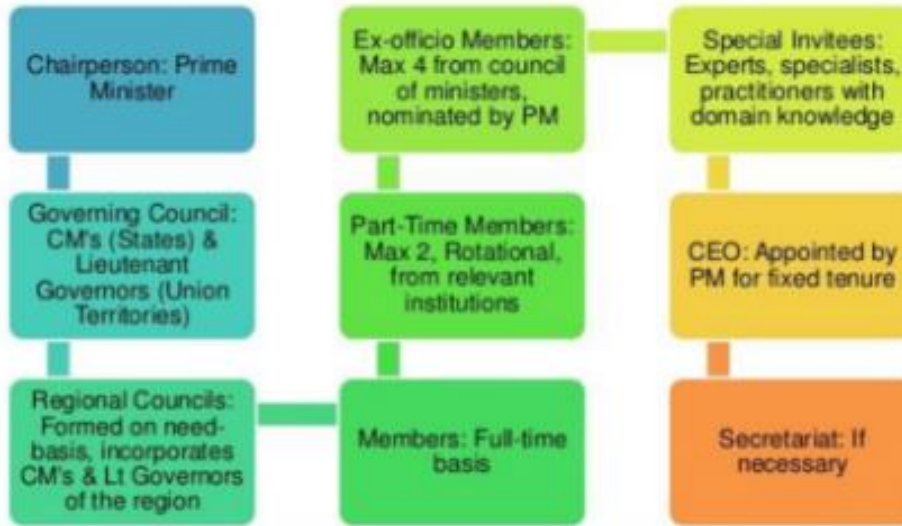 Chairperson: Prime
Minister
Governing Council:
CM's (States) &
Lieutenant
Governors (Union
Territories)
Regional Councils:
Formed on need-
basis, incorporates
CM's & Lt Governors
of the region
Members: Full-time
basis
Part-Time Members:
Max 2, Rotational,
from relevant
institutions
Ex-officio Members:
Max 4 from council
of ministers,
nominated by PM
Special Invitees:
Experts, specialists,
practitioners with
domain knowledge
CEO: Appointed by
PM for fixed tenure
Secretariat: If
necessary